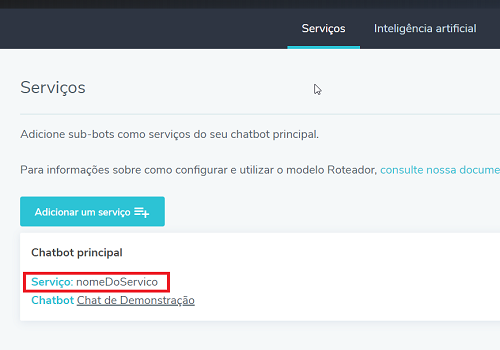 Serviços Inteligência artificial
Serviços
Adicione sub-bots como serviços do seu chatbot principal.
Para informações sobre como configurar e utilizar o modelo Roteador, consulte nossa docume
Adicionar um serviço
Chatbot principal
Serviço: nomeDoServico
Chatbot Chat de Demonstração